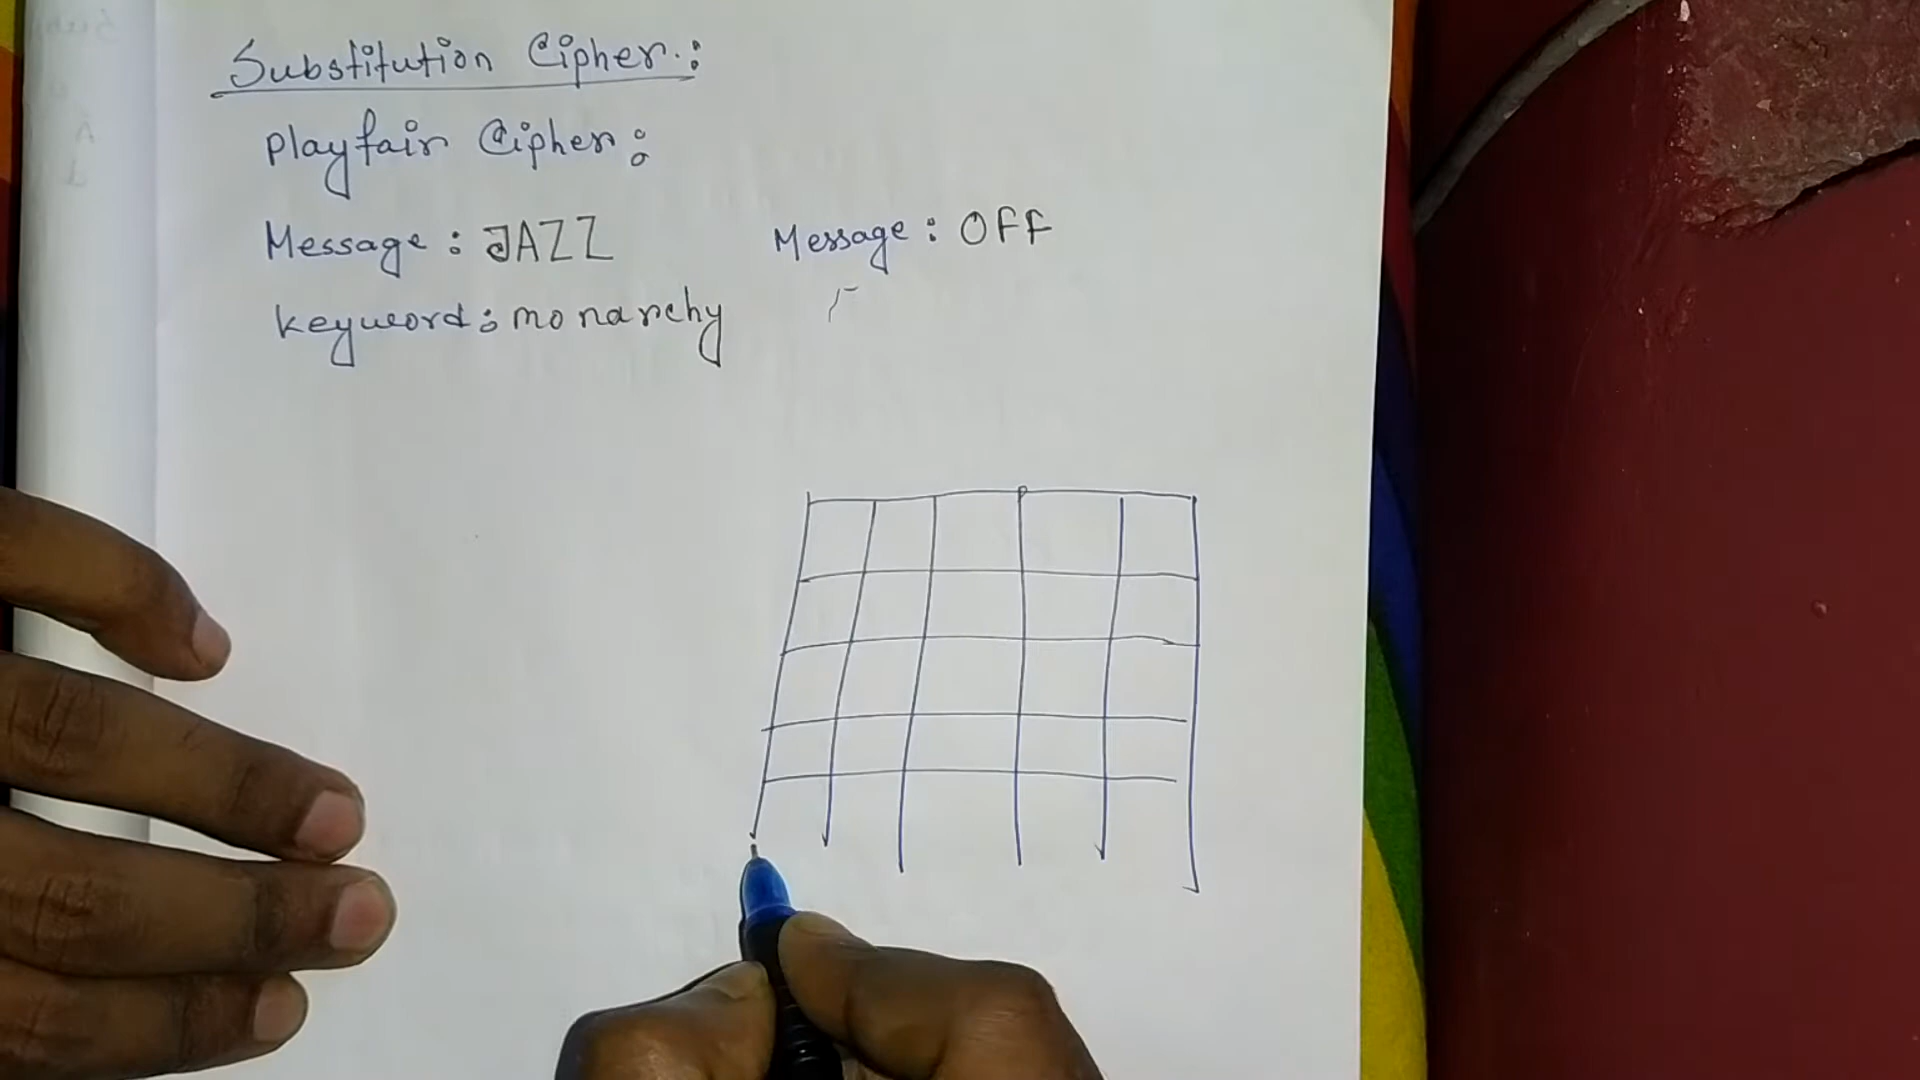 Substitution Cipher:
Playfair Cipher:
Message: JAZZ
Message: OFF
Keyword: monarchy